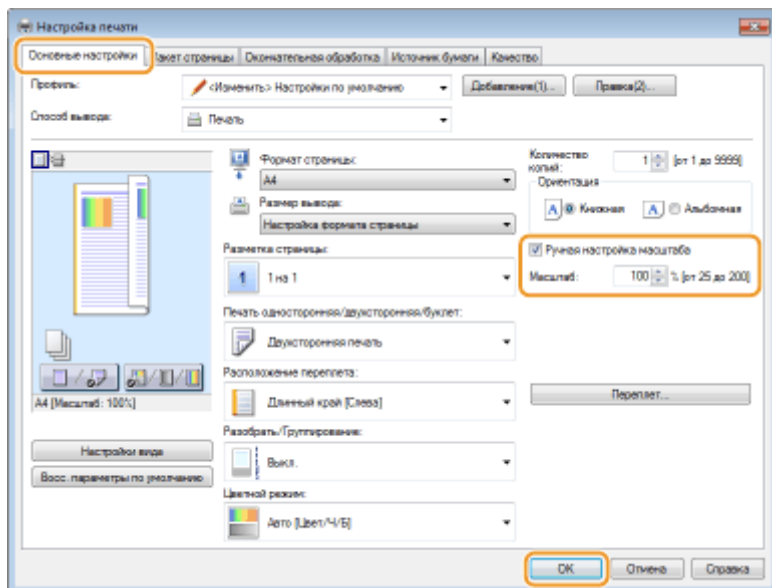 Настройка печати
Основные настройки Макет страницы Окончательная обработка Источник бумаги Качество
Профиль: <Изменить> Настройки по умолчанию Добавление(1)... Правка(2)...
Способ вывода: Печать
Формат страницы:
A4
Размер вывода:
Настройка формата страницы
Разметка страницы:
1 1 на 1
Печать односторонняя/двухсторонняя/буклет:
Двухсторонняя печать
Расположение переплета:
Длинный край [Слева]
Разобрать/Группирование:
Выкл.
Цветной режим:
Авто [Цвет/Ч/Б]
Количество копий: 1 [от 1 до 9999]
Ориентация
A Книжная A Альбомная
Ручная настройка масштаба
Масштаб: 100 % [от 25 до 200]
Переплет...
A4 [Масштаб: 100%]
Настройки вида
Восс. параметры по умолчанию
OK Отмена Справка